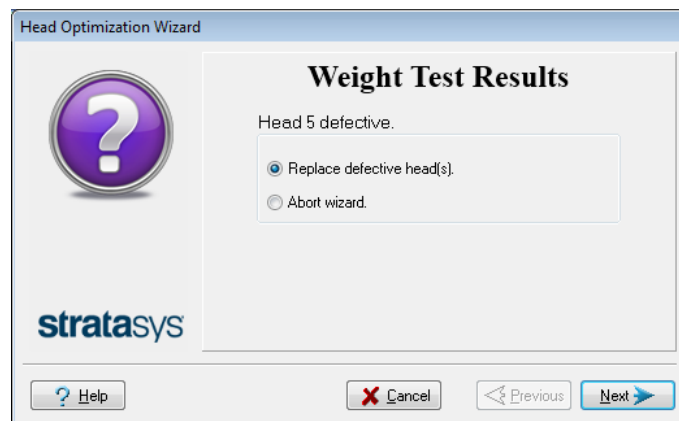 Head Optimization Wizard
Weight Test Results
Head 5 defective.
Replace defective head(s).
Abort wizard.
stratasys
Help
Cancel
Previous
Next